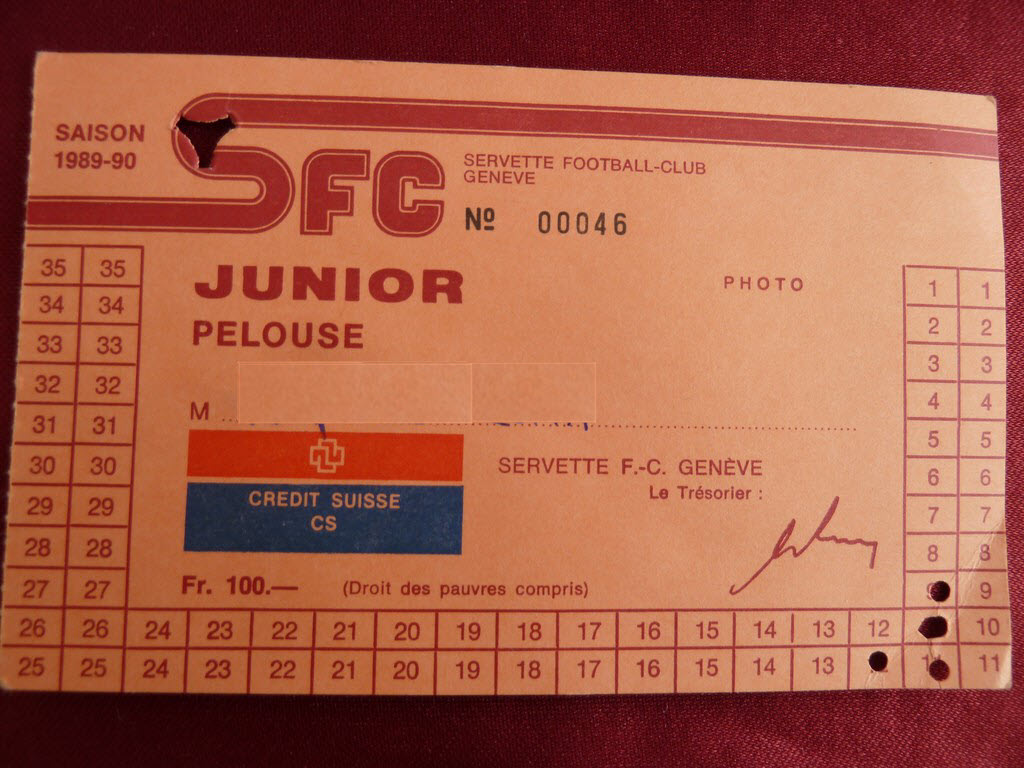 SAISON
1989-90
SFC
SERVETTE FOOTBALL-CLUB
GENEVE
Nº 00046
JUNIOR
PELOUSE
PHOTO
M
CREDIT SUISSE
CS
SERVETTE F.-C. GENÈVE
Le Trésorier :
Fr. 100.— (Droit des pauvres compris)
35 35
34 34
33 33
32 32
31 31
30 30
29 29
28 28
27 27
1 1
2 2
3 3
4 4
5 5
6 6
7 7
8 8
9
26 26 24 23 22 21 20 19 18 17 16 15 14 13 12 10
25 25 24 23 22 21 20 19 18 17 16 15 14 13 11